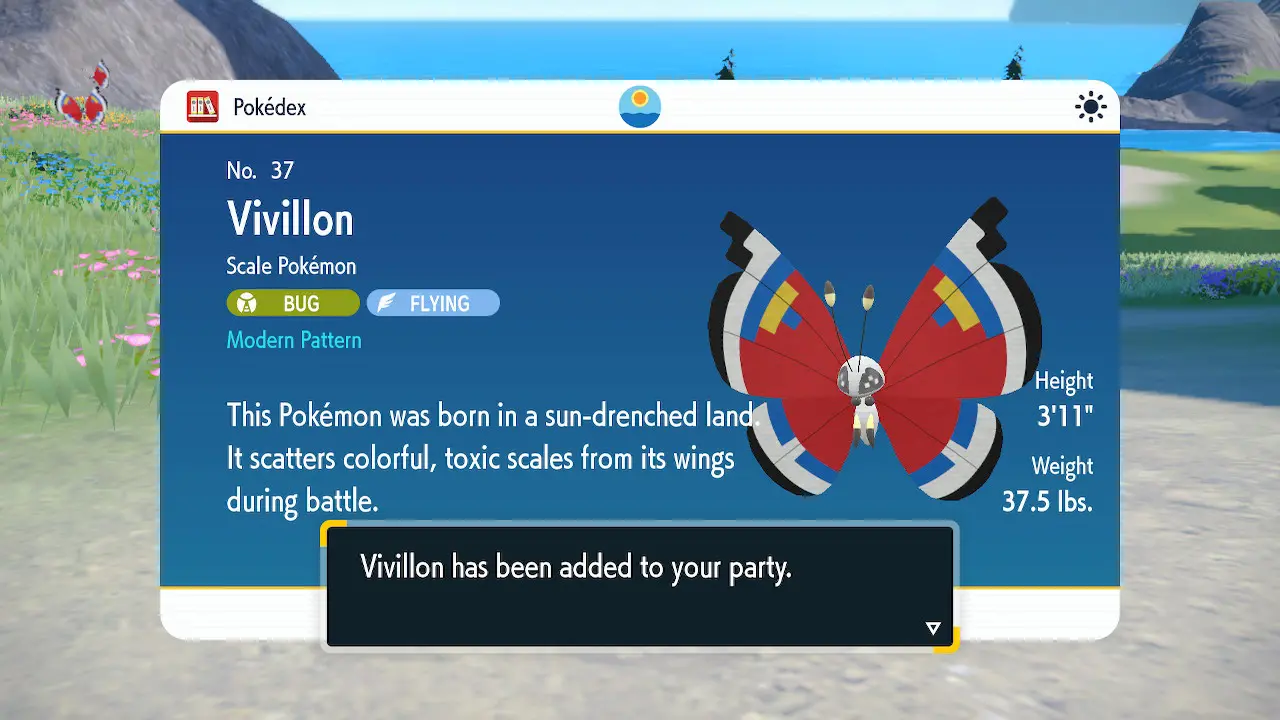 Pokédex
No. 37
Vivillon
Scale Pokémon
BUG FLYING
Modern Pattern
Height
3'11"
This Pokémon was born in a sun-drenched land.
It scatters colorful, toxic scales from its wings
during battle.
Weight
37.5 lbs.
Vivillon has been added to your party.